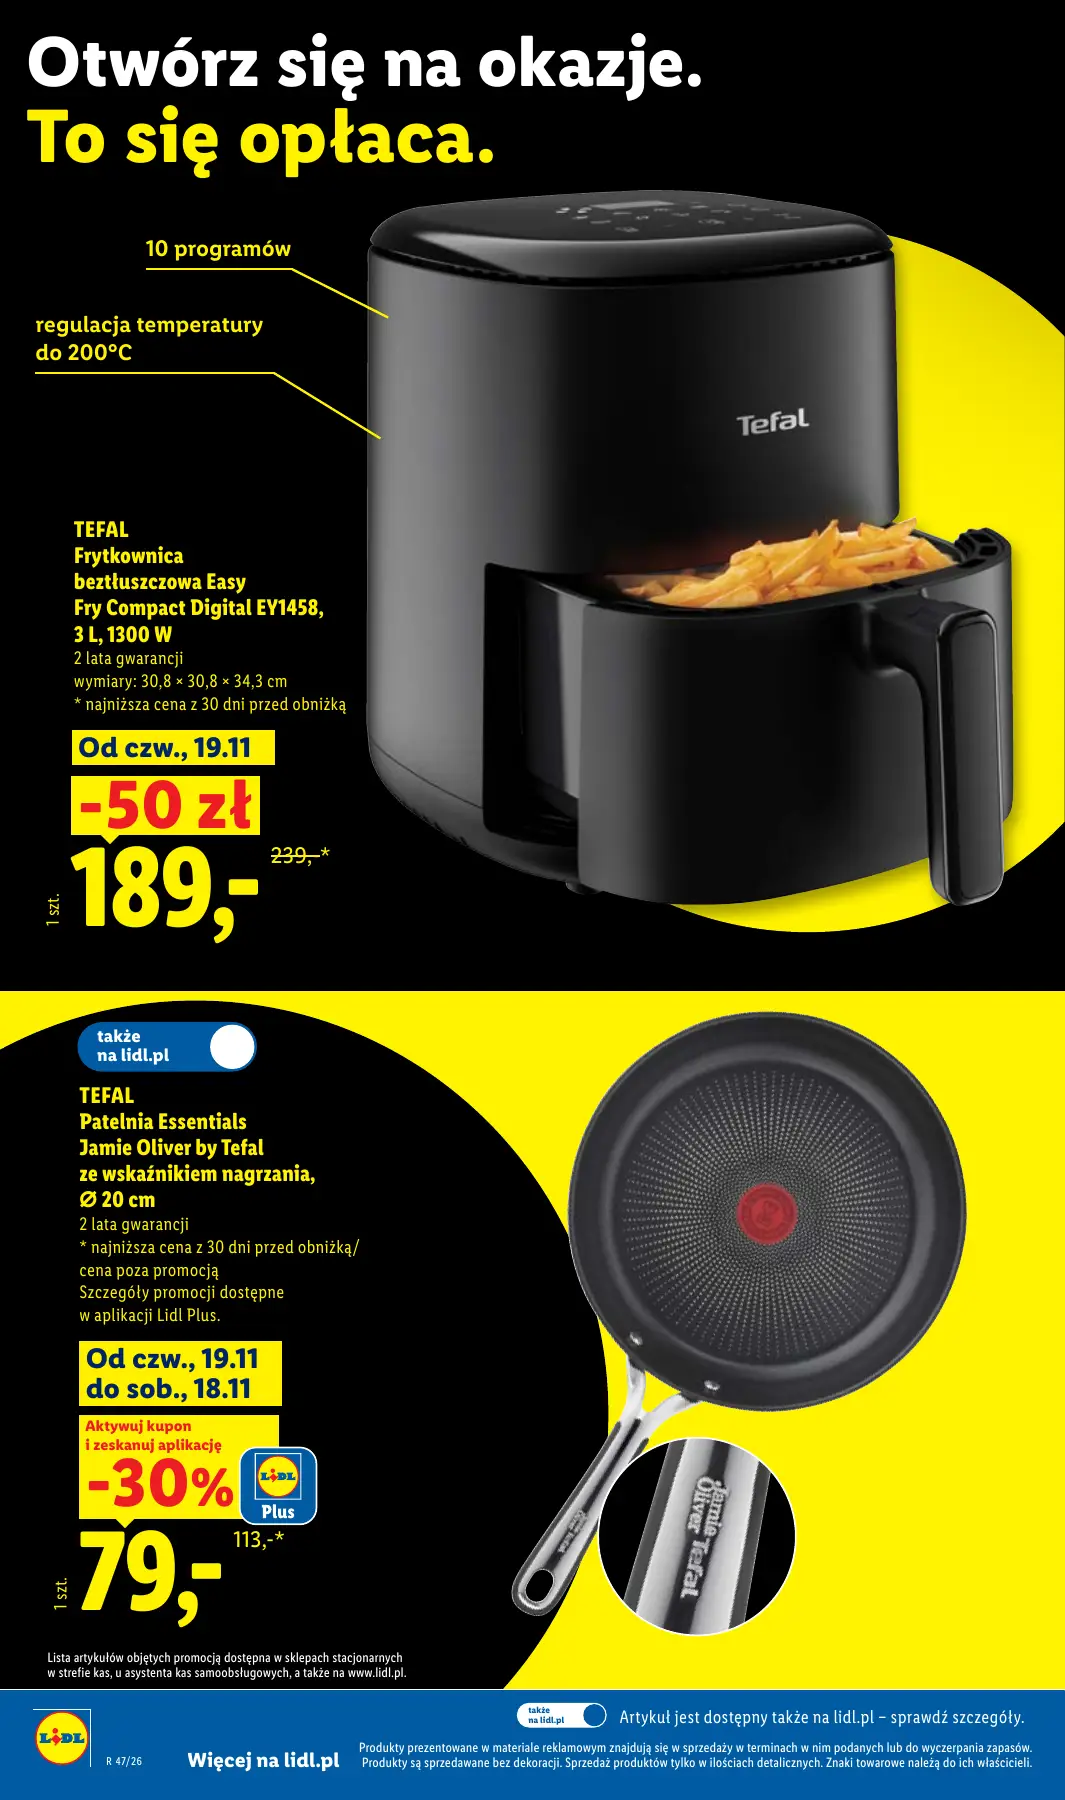 Otwórz się na okazje.
To się opłaca.
10 programów
regulacja temperatury
do 200°C
Tefal
TEFAL
Frytkownica
beztłuszczowa Easy
Fry Compact Digital EY1458,
3 L, 1300 W
2 lata gwarancji
wymiary: 30,8 × 30,8 × 34,3 cm
* najniższa cena z 30 dni przed obniżką
Od czw., 19.11
-50 zł
239,-*
189,-
1 szt.
także
na lidl.pl
TEFAL
Patelnia Essentials
Jamie Oliver by Tefal
ze wskaźnikiem nagrzania,
Ø 20 cm
2 lata gwarancji
* najniższa cena z 30 dni przed obniżką/
cena poza promocją
Szczegóły promocji dostępne
w aplikacji Lidl Plus.
Od czw., 19.11
do sob., 18.11
Aktywuj kupon
i zeskanuj aplikację
-30%
LIDL
Plus
113,-*
79,-
1 szt.
Jamie
Oliver
Tefal
Lista artykułów objętych promocją dostępna w sklepach stacjonarnych
w strefie kas, u asystenta kas samoobsługowych, a także na www.lidl.pl.
LIDL
R 47/26
Więcej na lidl.pl
także
na lidl.pl
Artykuł jest dostępny także na lidl.pl – sprawdź szczegóły.
Produkty prezentowane w materiale reklamowym znajdują się w sprzedaży w terminach w nim podanych lub do wyczerpania zapasów.
Produkty są sprzedawane bez dekoracji. Sprzedaż produktów tylko w ilościach detalicznych. Znaki towarowe należą do ich właścicieli.